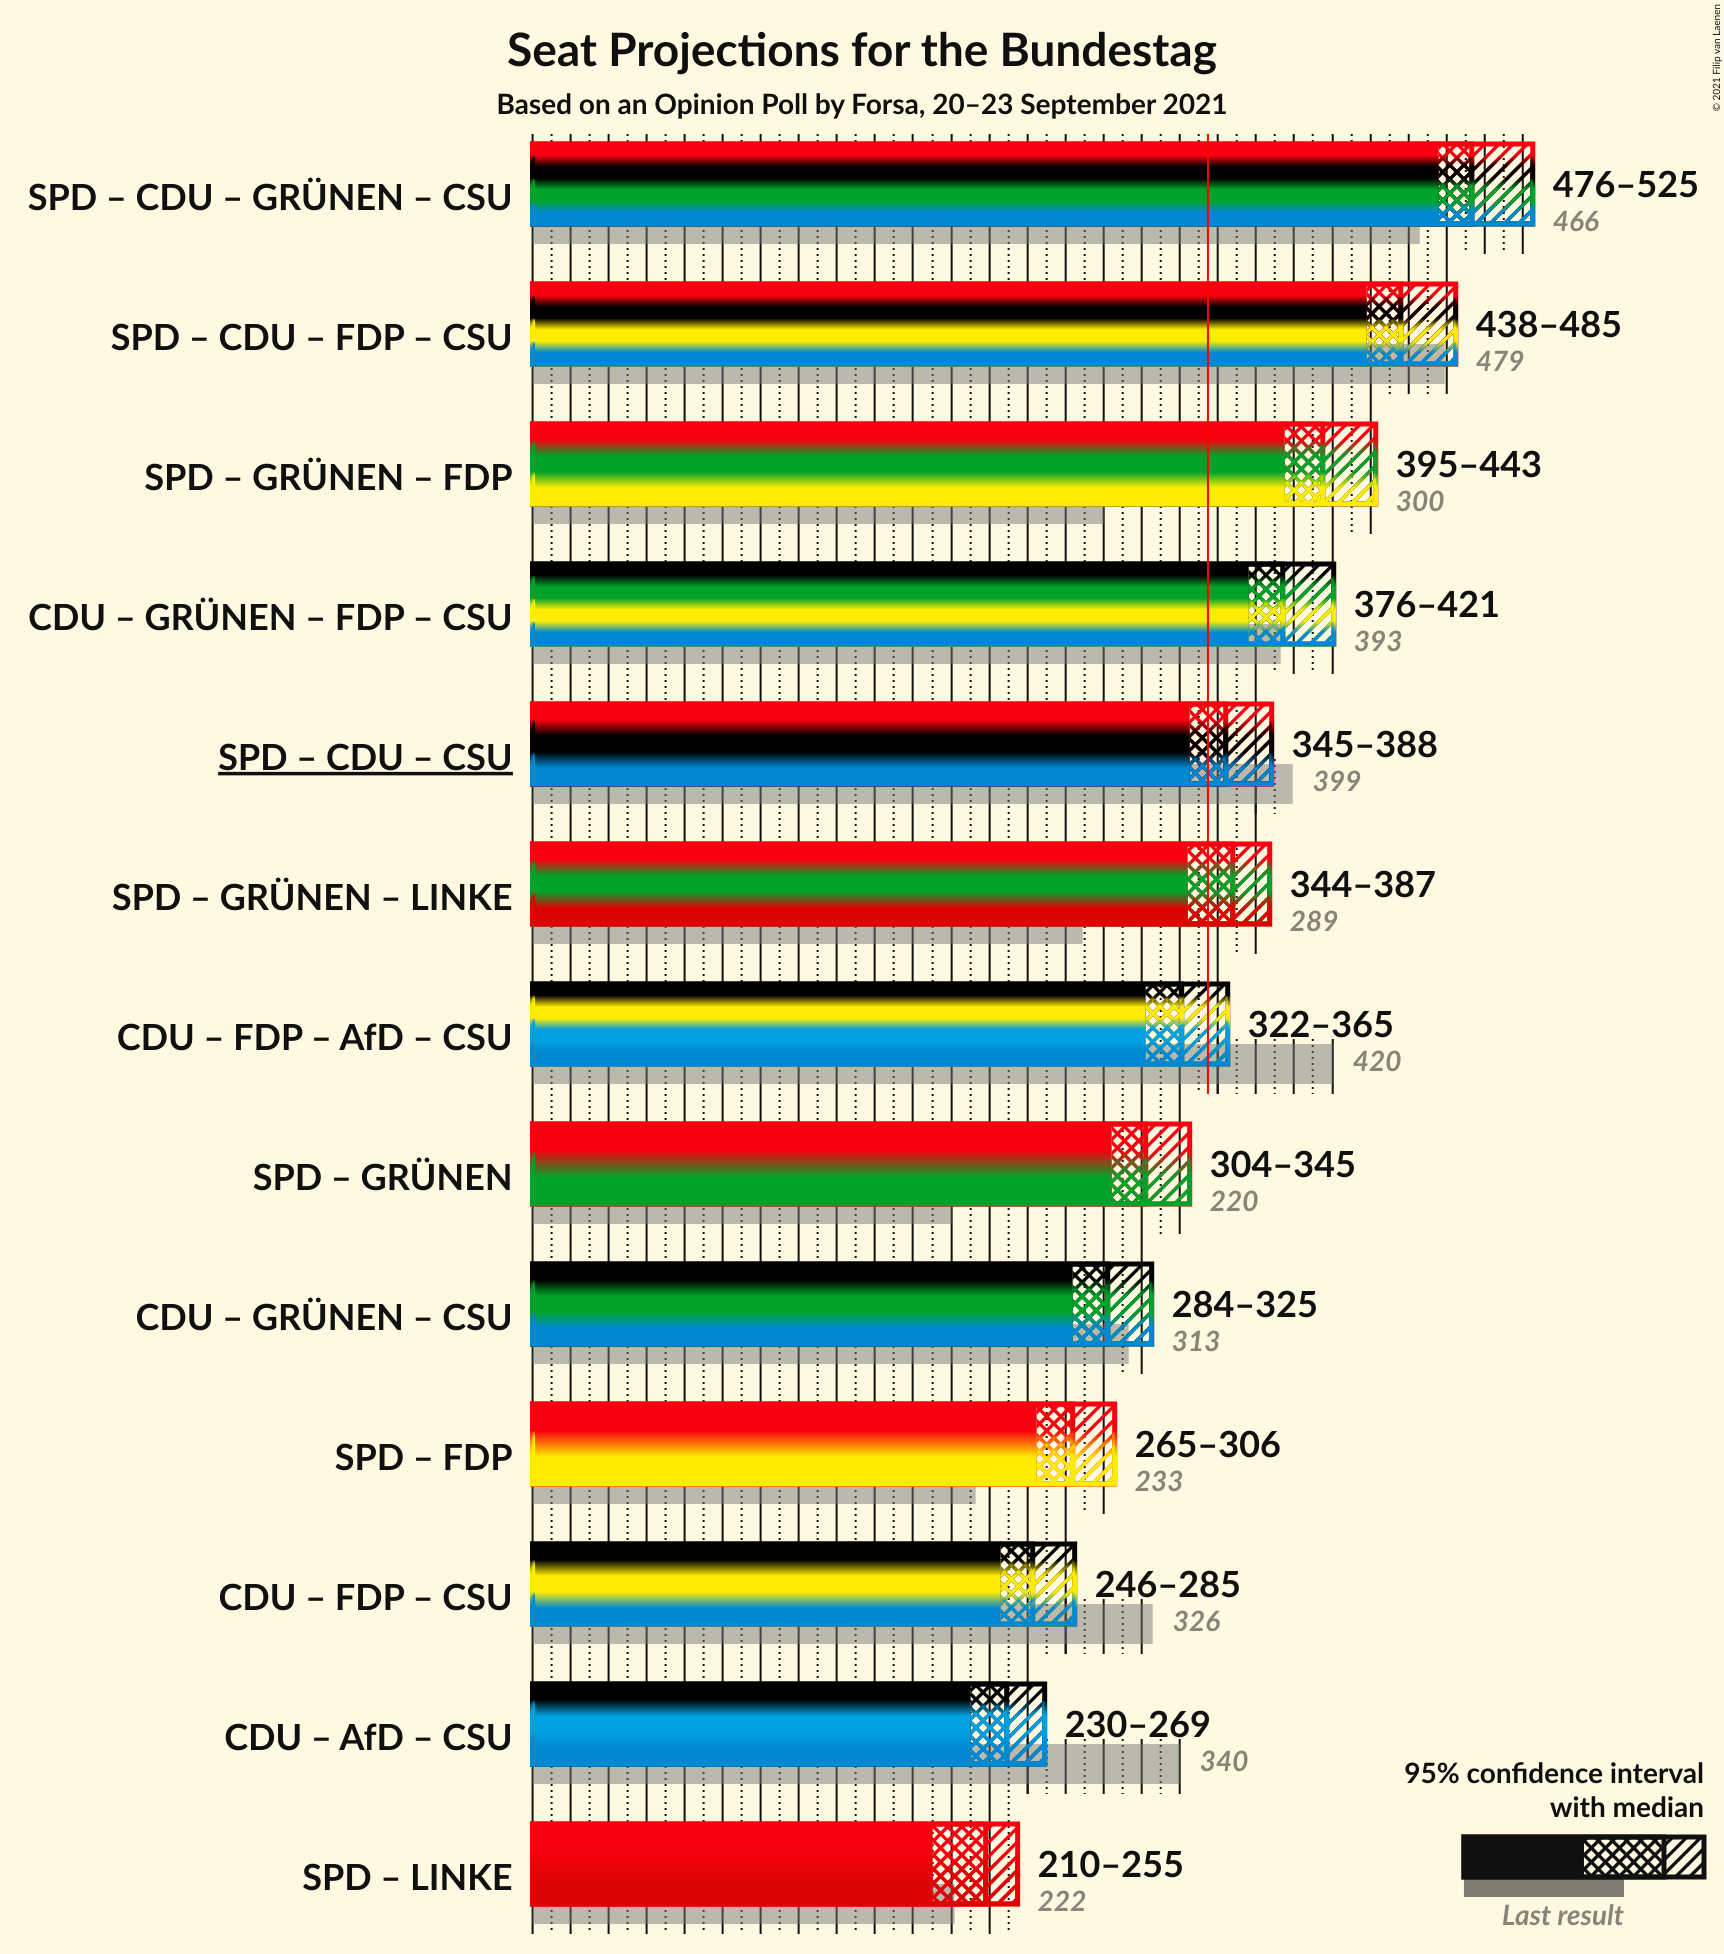 Seat Projections for the Bundestag
Based on an Opinion Poll by Forsa, 20–23 September 2021
© 2021 Filip van Laenen
SPD – CDU – GRÜNEN – CSU
476–525
466
SPD – CDU – FDP – CSU
438–485
479
SPD – GRÜNEN – FDP
395–443
300
CDU – GRÜNEN – FDP – CSU
376–421
393
SPD – CDU – CSU
345–388
399
SPD – GRÜNEN – LINKE
344–387
289
CDU – FDP – AfD – CSU
322–365
420
SPD – GRÜNEN
304–345
220
CDU – GRÜNEN – CSU
284–325
313
SPD – FDP
265–306
233
CDU – FDP – CSU
246–285
326
CDU – AfD – CSU
230–269
340
SPD – LINKE
210–255
222
95% confidence interval
with median
Last result